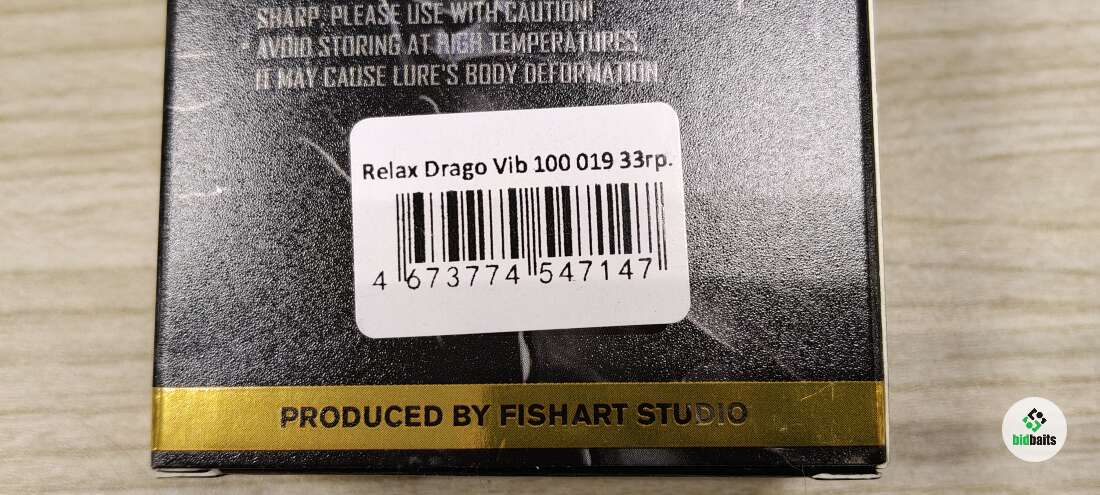 SHARP, PLEASE USE WITH CAUTION!
AVOID STORING AT HIGH TEMPERATURES,
IT MAY CAUSE LURE'S BODY DEFORMATION
Relax Drago Vib 100 019 33гр.
4 673774 547147
PRODUCED BY FISHART STUDIO
bidbaits